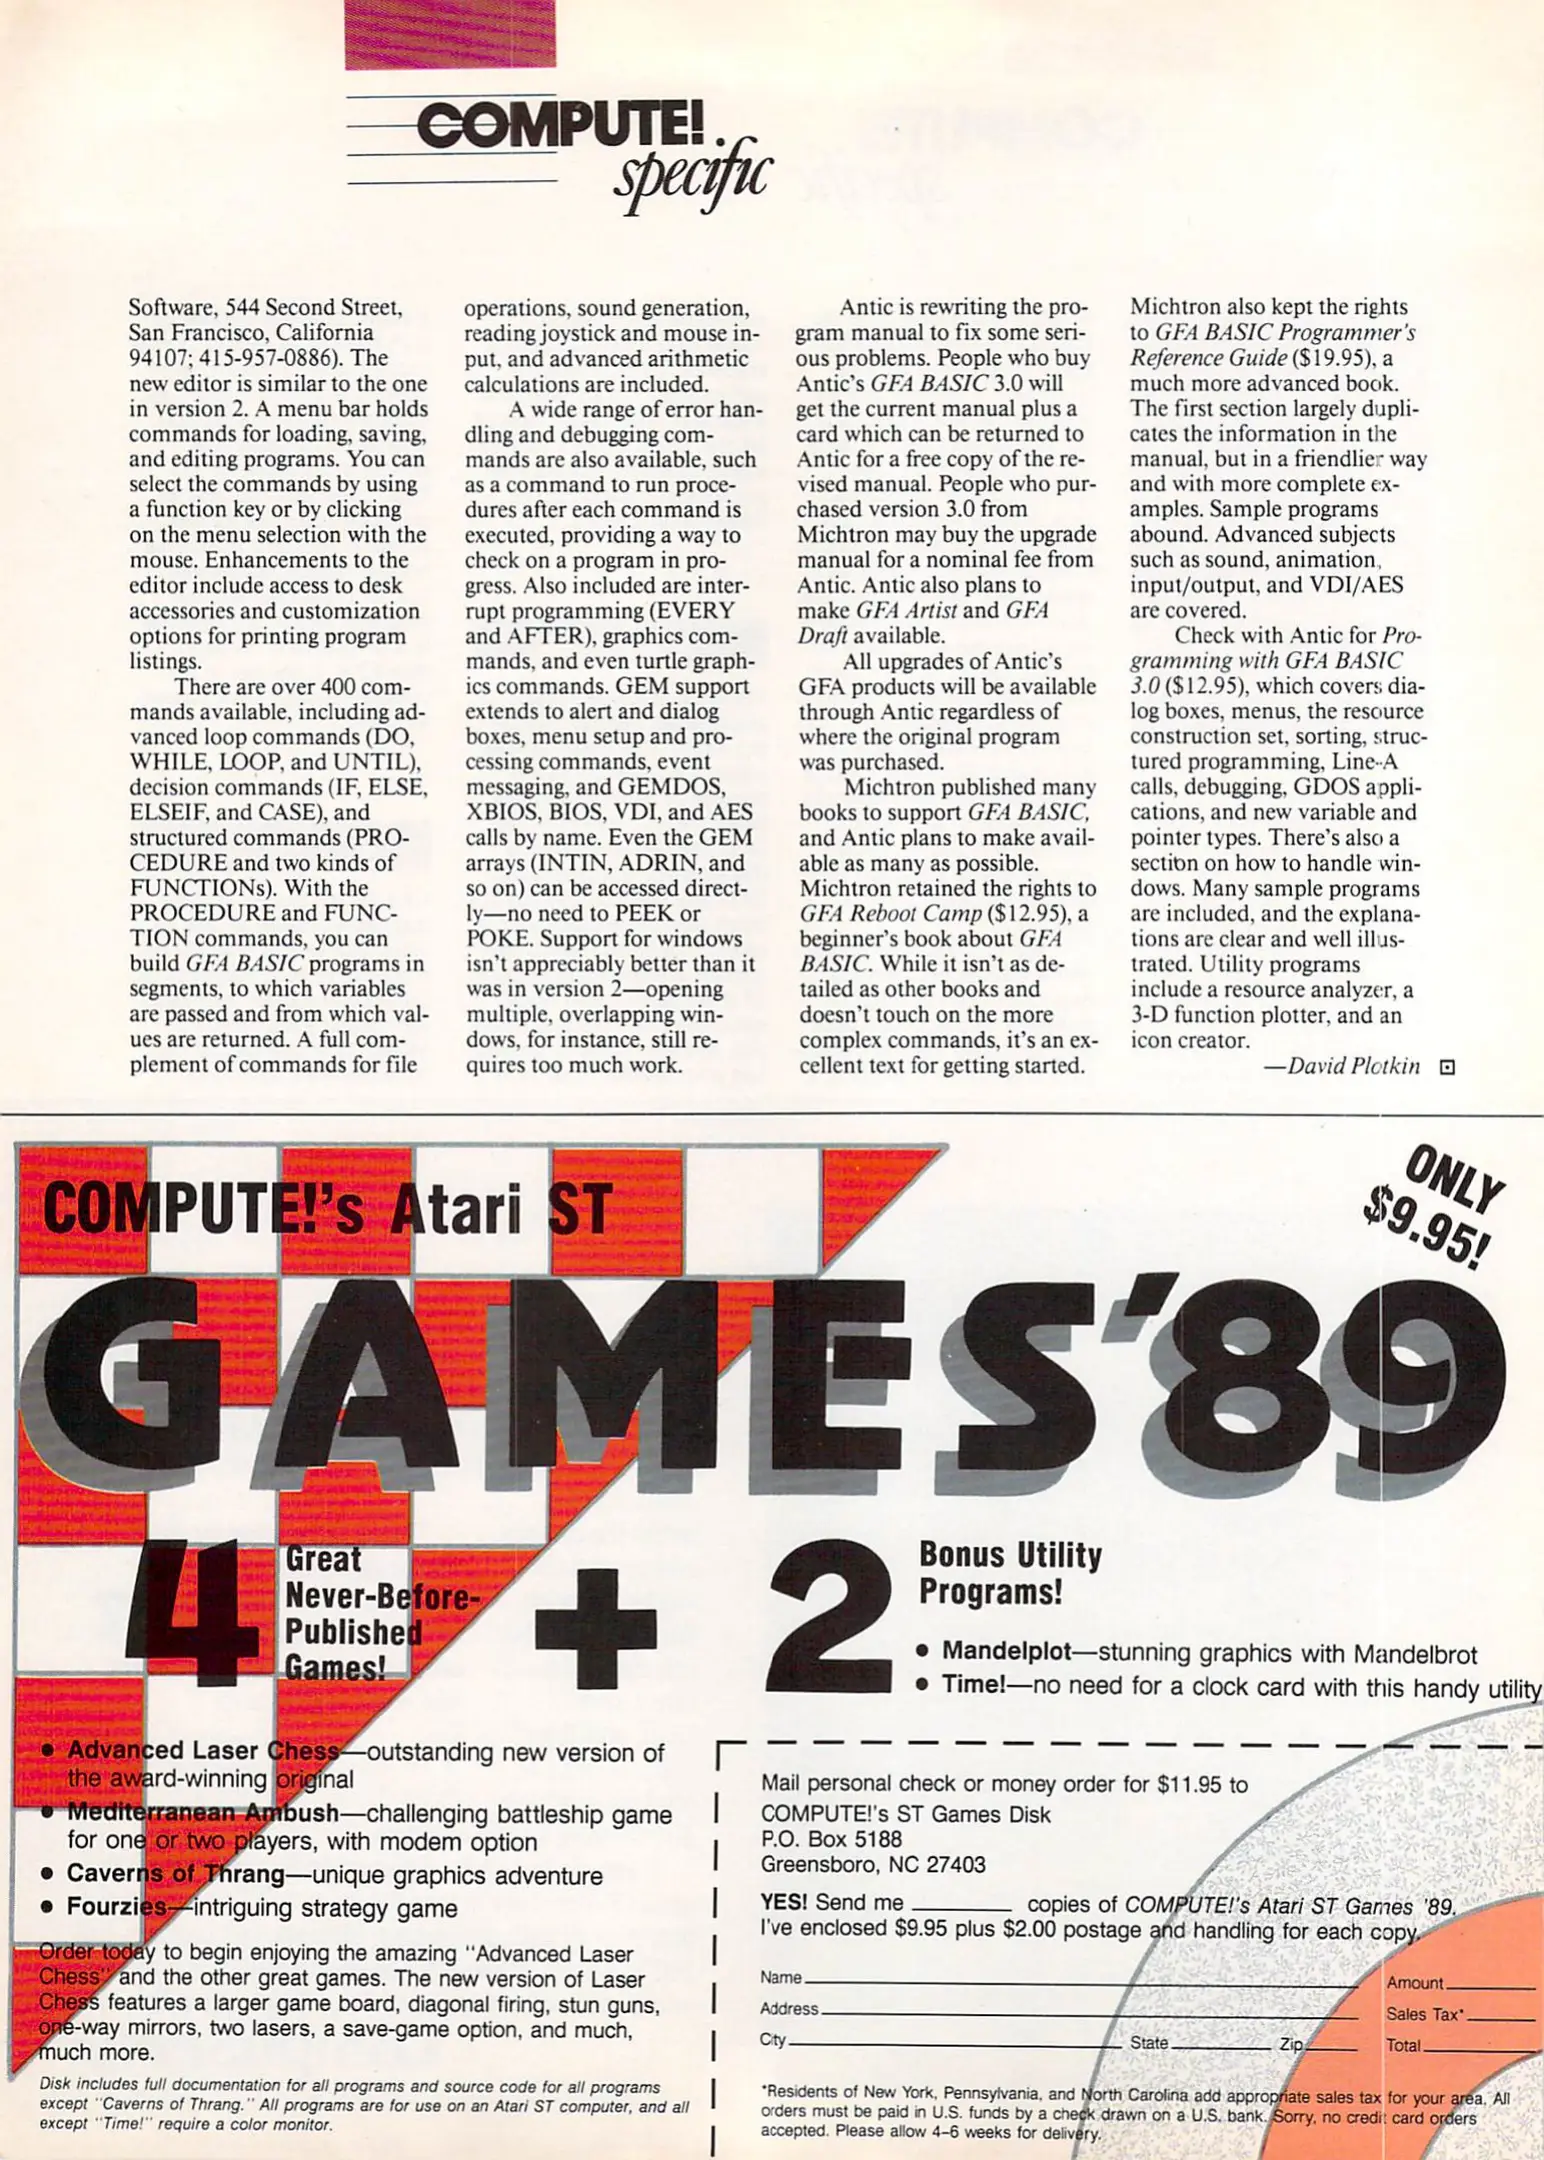 COMPUTE!
specific
Software, 544 Second Street,
San Francisco, California
94107; 415-957-0886). The
new editor is similar to the one
in version 2. A menu bar holds
commands for loading, saving,
and editing programs. You can
select the commands by using
a function key or by clicking
on the menu selection with the
mouse. Enhancements to the
editor include access to desk
accessories and customization
options for printing program
listings.
There are over 400 com-
mands available, including ad-
vanced loop commands (DO,
WHILE, LOOP, and UNTIL),
decision commands (IF, ELSE,
ELSEIF, and CASE), and
structured commands (PRO-
CEDURE and two kinds of
FUNCTIONs). With the
PROCEDURE and FUNC-
TION commands, you can
build GFA BASIC programs in
segments, to which variables
are passed and from which val-
ues are returned. A full com-
plement of commands for file
operations, sound generation,
reading joystick and mouse in-
put, and advanced arithmetic
calculations are included.
A wide range of error han-
dling and debugging com-
mands are also available, such
as a command to run proce-
dures after each command is
executed, providing a way to
check on a program in pro-
gress. Also included are inter-
rupt programming (EVERY
and AFTER), graphics com-
mands, and even turtle graph-
ics commands. GEM support
extends to alert and dialog
boxes, menu setup and pro-
cessing commands, event
messaging, and GEMDOS,
XBIOS, BIOS, VDI, and AES
calls by name. Even the GEM
arrays (INTIN, ADRIN, and
so on) can be accessed direct-
ly—no need to PEEK or
POKE. Support for windows
isn't appreciably better than it
was in version 2—opening
multiple, overlapping win-
dows, for instance, still re-
quires too much work.
Antic is rewriting the pro-
gram manual to fix some seri-
ous problems. People who buy
Antic's GFA BASIC 3.0 will
get the current manual plus a
card which can be returned to
Antic for a free copy of the re-
vised manual. People who pur-
chased version 3.0 from
Michtron may buy the upgrade
manual for a nominal fee from
Antic. Antic also plans to
make GFA Artist and GFA
Draft available.
All upgrades of Antic's
GFA products will be available
through Antic regardless of
where the original program
was purchased.
Michtron published many
books to support GFA BASIC,
and Antic plans to make avail-
able as many as possible.
Michtron retained the rights to
GFA Reboot Camp ($12.95), a
beginner's book about GFA
BASIC. While it isn't as de-
tailed as other books and
doesn't touch on the more
complex commands, it's an ex-
cellent text for getting started.
Michtron also kept the rights
to GFA BASIC Programmer's
Reference Guide ($19.95), a
much more advanced book.
The first section largely dupli-
cates the information in the
manual, but in a friendlier way
and with more complete ex-
amples. Sample programs
abound. Advanced subjects
such as sound, animation,
input/output, and VDI/AES
are covered.
Check with Antic for Pro-
gramming with GFA BASIC
3.0 ($12.95), which covers dia-
log boxes, menus, the resource
construction set, sorting, struc-
tured programming, Line-A
calls, debugging, GDOS appli-
cations, and new variable and
pointer types. There's also a
section on how to handle win-
dows. Many sample programs
are included, and the explana-
tions are clear and well illus-
trated. Utility programs
include a resource analyzer, a
3-D function plotter, and an
icon creator.
—David Plotkin
COMPUTE!'s Atari ST
ONLY
$9.95!
GAMES '89
4
Great
Never-Before-
Published
Games!
+
2
Bonus Utility
Programs!
• Mandelplot—stunning graphics with Mandelbrot
• Time!—no need for a clock card with this handy utility
• Advanced Laser Chess—outstanding new version of
the award-winning original
• Mediterranean Ambush—challenging battleship game
for one or two players, with modem option
• Caverns of Thrang—unique graphics adventure
• Fourzies—intriguing strategy game
Order today to begin enjoying the amazing "Advanced Laser
Chess" and the other great games. The new version of Laser
Chess features a larger game board, diagonal firing, stun guns,
one-way mirrors, two lasers, a save-game option, and much,
much more.
Disk includes full documentation for all programs and source code for all programs
except "Caverns of Thrang." All programs are for use on an Atari ST computer, and all
except "Time!" require a color monitor.
Mail personal check or money order for $11.95 to
COMPUTE!'s ST Games Disk
P.O. Box 5188
Greensboro, NC 27403
YES! Send me ________ copies of COMPUTE!'s Atari ST Games '89.
I've enclosed $9.95 plus $2.00 postage and handling for each copy.
Name________ Amount________
Address________ Sales Tax*________
City________ State________ Zip________ Total________
*Residents of New York, Pennsylvania, and North Carolina add appropriate sales tax for your area. All
orders must be paid in U.S. funds by a check drawn on a U.S. bank. Sorry, no credit card orders
accepted. Please allow 4–6 weeks for delivery.